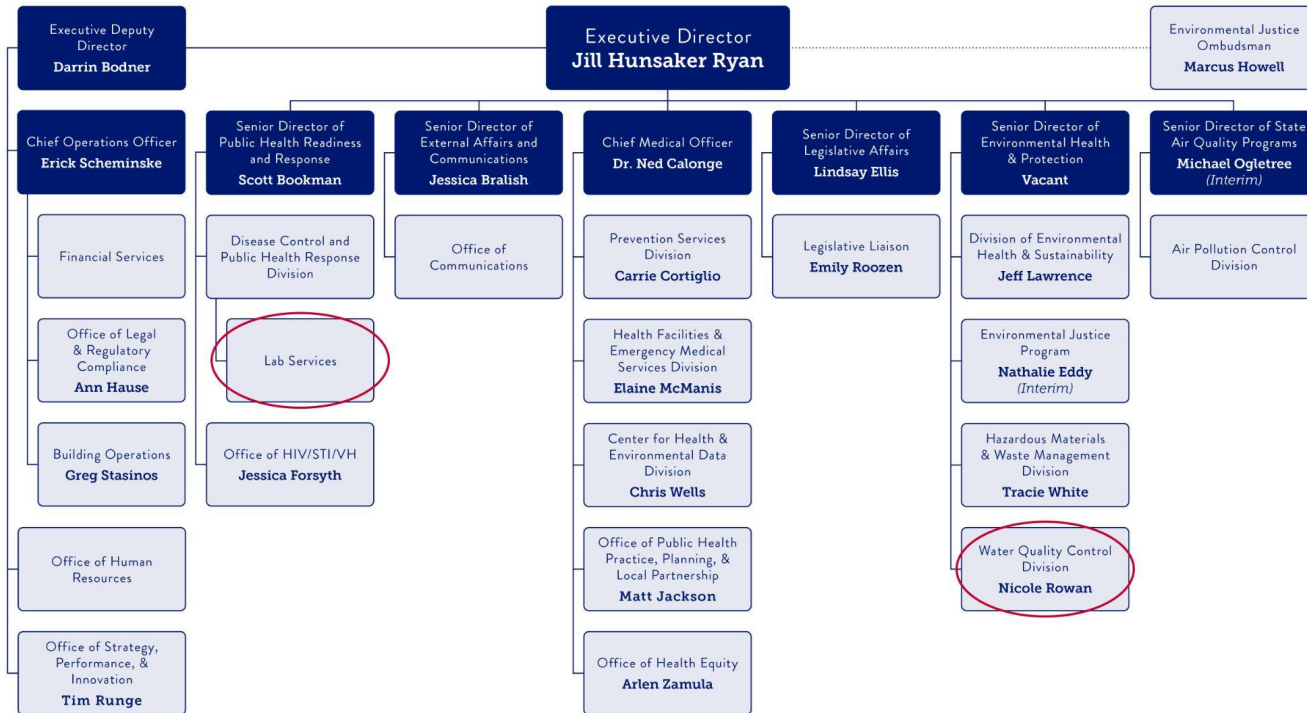 Executive Deputy
Director
Darrin Bodner
Executive Director
Jill Hunsaker Ryan
Environmental Justice
Ombudsman
Marcus Howell
Chief Operations Officer
Erick Scheminske
Senior Director of
Public Health Readiness
and Response
Scott Bookman
Senior Director of
External Affairs and
Communications
Jessica Bralish
Chief Medical Officer
Dr. Ned Calonge
Senior Director of
Legislative Affairs
Lindsay Ellis
Senior Director of
Environmental Health
& Protection
Vacant
Senior Director of State
Air Quality Programs
Michael Ogletree
(Interim)
Financial Services
Disease Control and
Public Health Response
Division
Office of
Communications
Prevention Services
Division
Carrie Cortiglio
Legislative Liaison
Emily Roozen
Division of Environmental
Health & Sustainability
Jeff Lawrence
Air Pollution Control
Division
Office of Legal
& Regulatory
Compliance
Ann Hause
Lab Services
Health Facilities &
Emergency Medical
Services Division
Elaine McManis
Environmental Justice
Program
Nathalie Eddy
(Interim)
Building Operations
Greg Stasinos
Office of HIV/STI/VH
Jessica Forsyth
Center for Health &
Environmental Data
Division
Chris Wells
Hazardous Materials
& Waste Management
Division
Tracie White
Office of Human
Resources
Office of Public Health
Practice, Planning, &
Local Partnership
Matt Jackson
Water Quality Control
Division
Nicole Rowan
Office of Strategy,
Performance, &
Innovation
Tim Runge
Office of Health Equity
Arlen Zamula